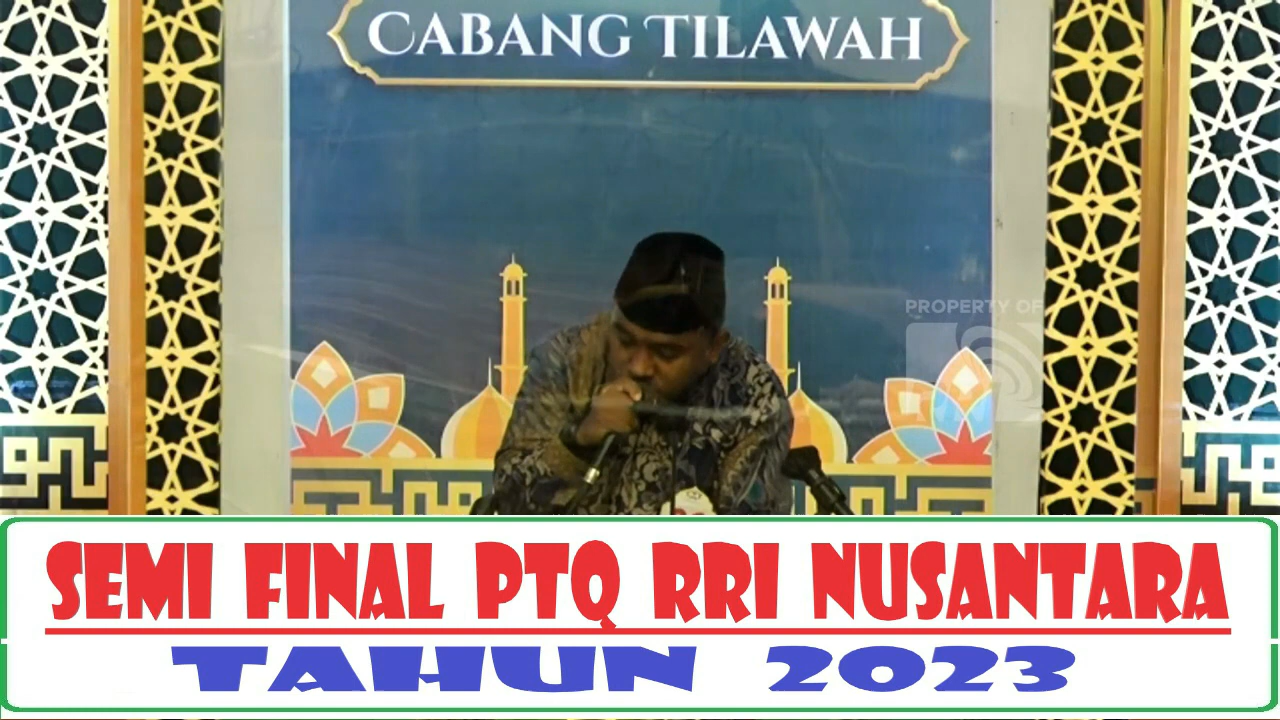 CABANG TILAWAH
PROPERTY OF
SEMI FINAL PTQ RRI NUSANTARA
TAHUN 2023